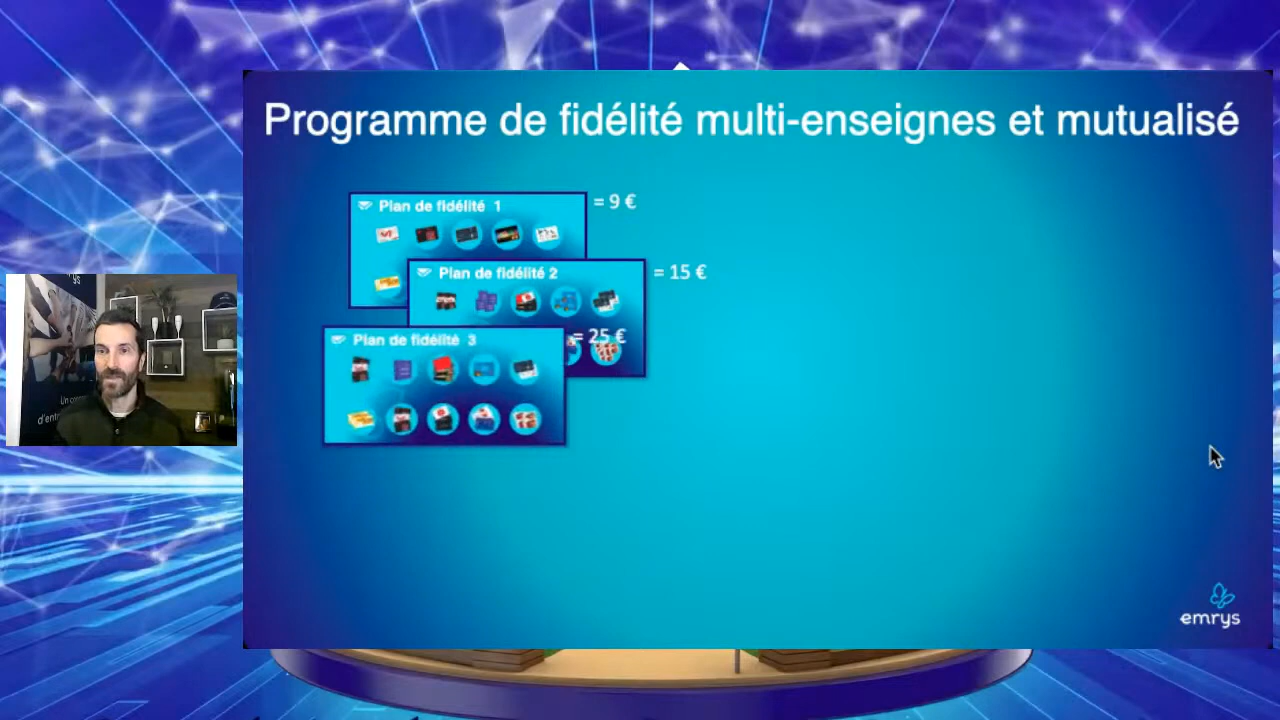 Programme de fidélité multi-enseignes et mutualisé
Plan de fidélité 1
= 9 €
Plan de fidélité 2
= 15 €
Plan de fidélité 3
= 25 €
emrys